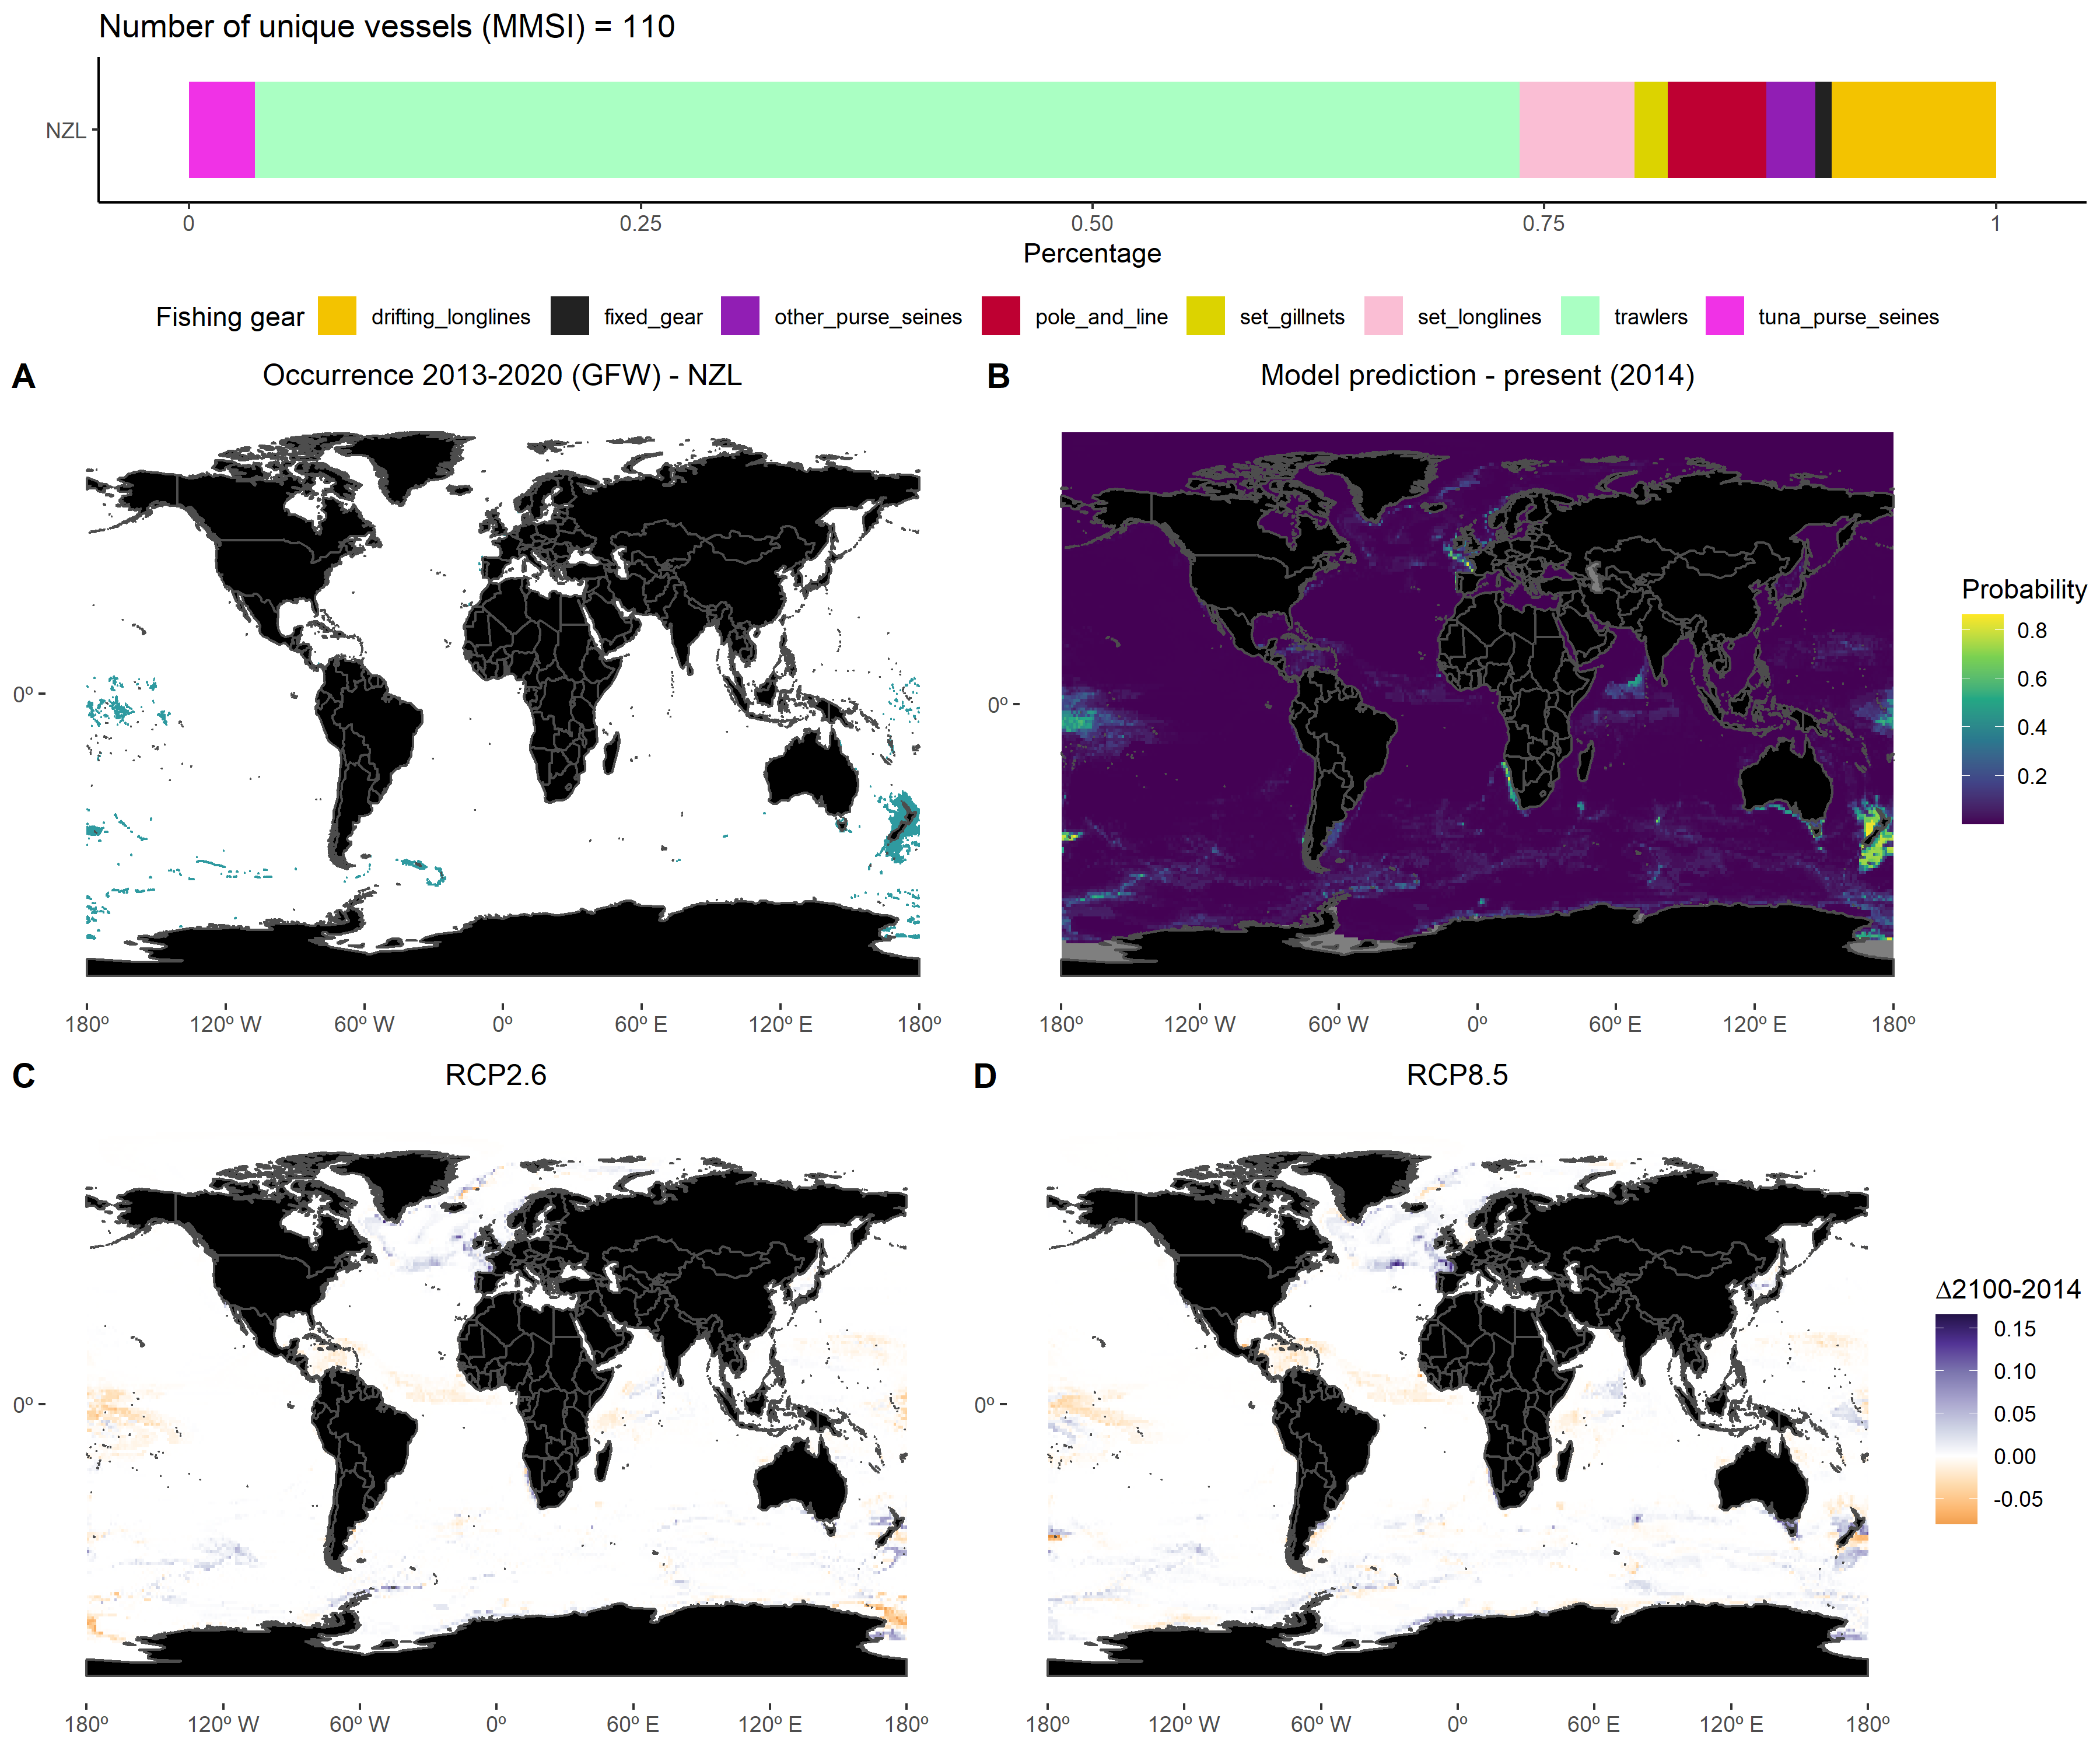 Number of unique vessels (MMSI) = 110
NZL
0 0.25 0.50 0.75 1
Percentage
Fishing gear drifting_longlines fixed_gear other_purse_seines pole_and_line set_gillnets set_longlines trawlers tuna_purse_seines
A Occurrence 2013-2020 (GFW) - NZL
0º
180º 120º W 60º W 0º 60º E 120º E 180º
B Model prediction - present (2014)
0º
180º 120º W 60º W 0º 60º E 120º E 180º
Probability
0.8
0.6
0.4
0.2
C RCP2.6
0º
180º 120º W 60º W 0º 60º E 120º E 180º
D RCP8.5
0º
180º 120º W 60º W 0º 60º E 120º E 180º
Δ2100-2014
0.15
0.10
0.05
0.00
-0.05